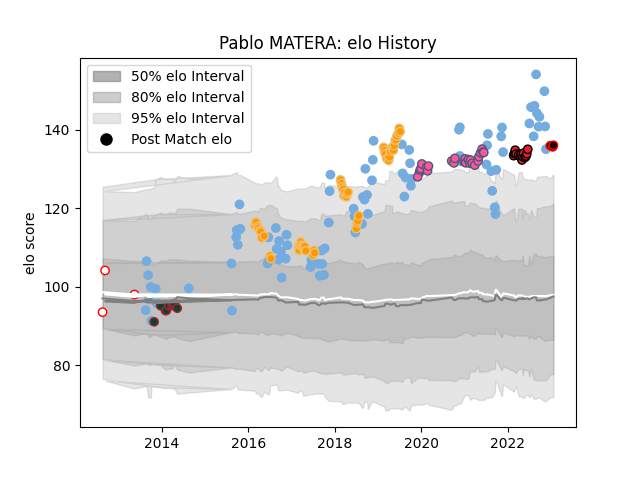 Pablo MATERA: elo History
50% elo Interval
80% elo Interval
95% elo Interval
Post Match elo
elo score
140
120
100
80
2014
2016
2018
2020
2022